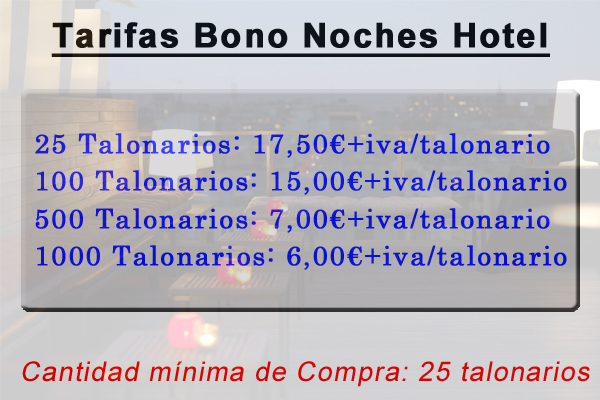 Tarifas Bono Noches Hotel
25 Talonarios: 17,50€+iva/talonario
100 Talonarios: 15,00€+iva/talonario
500 Talonarios: 7,00€+iva/talonario
1000 Talonarios: 6,00€+iva/talonario
Cantidad mínima de Compra: 25 talonarios